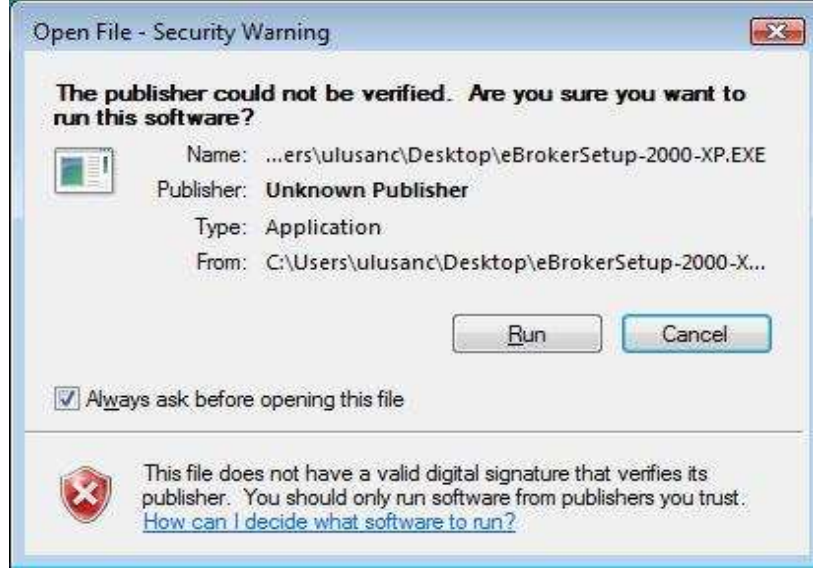 Open File - Security Warning
The publisher could not be verified. Are you sure you want to
run this software?
Name: ...ers\ulusanc\Desktop\eBrokerSetup-2000-XP.EXE
Publisher: Unknown Publisher
Type: Application
From: C:\Users\ulusanc\Desktop\eBrokerSetup-2000-X...
Run Cancel
Always ask before opening this file
This file does not have a valid digital signature that verifies its
publisher. You should only run software from publishers you trust.
How can I decide what software to run?